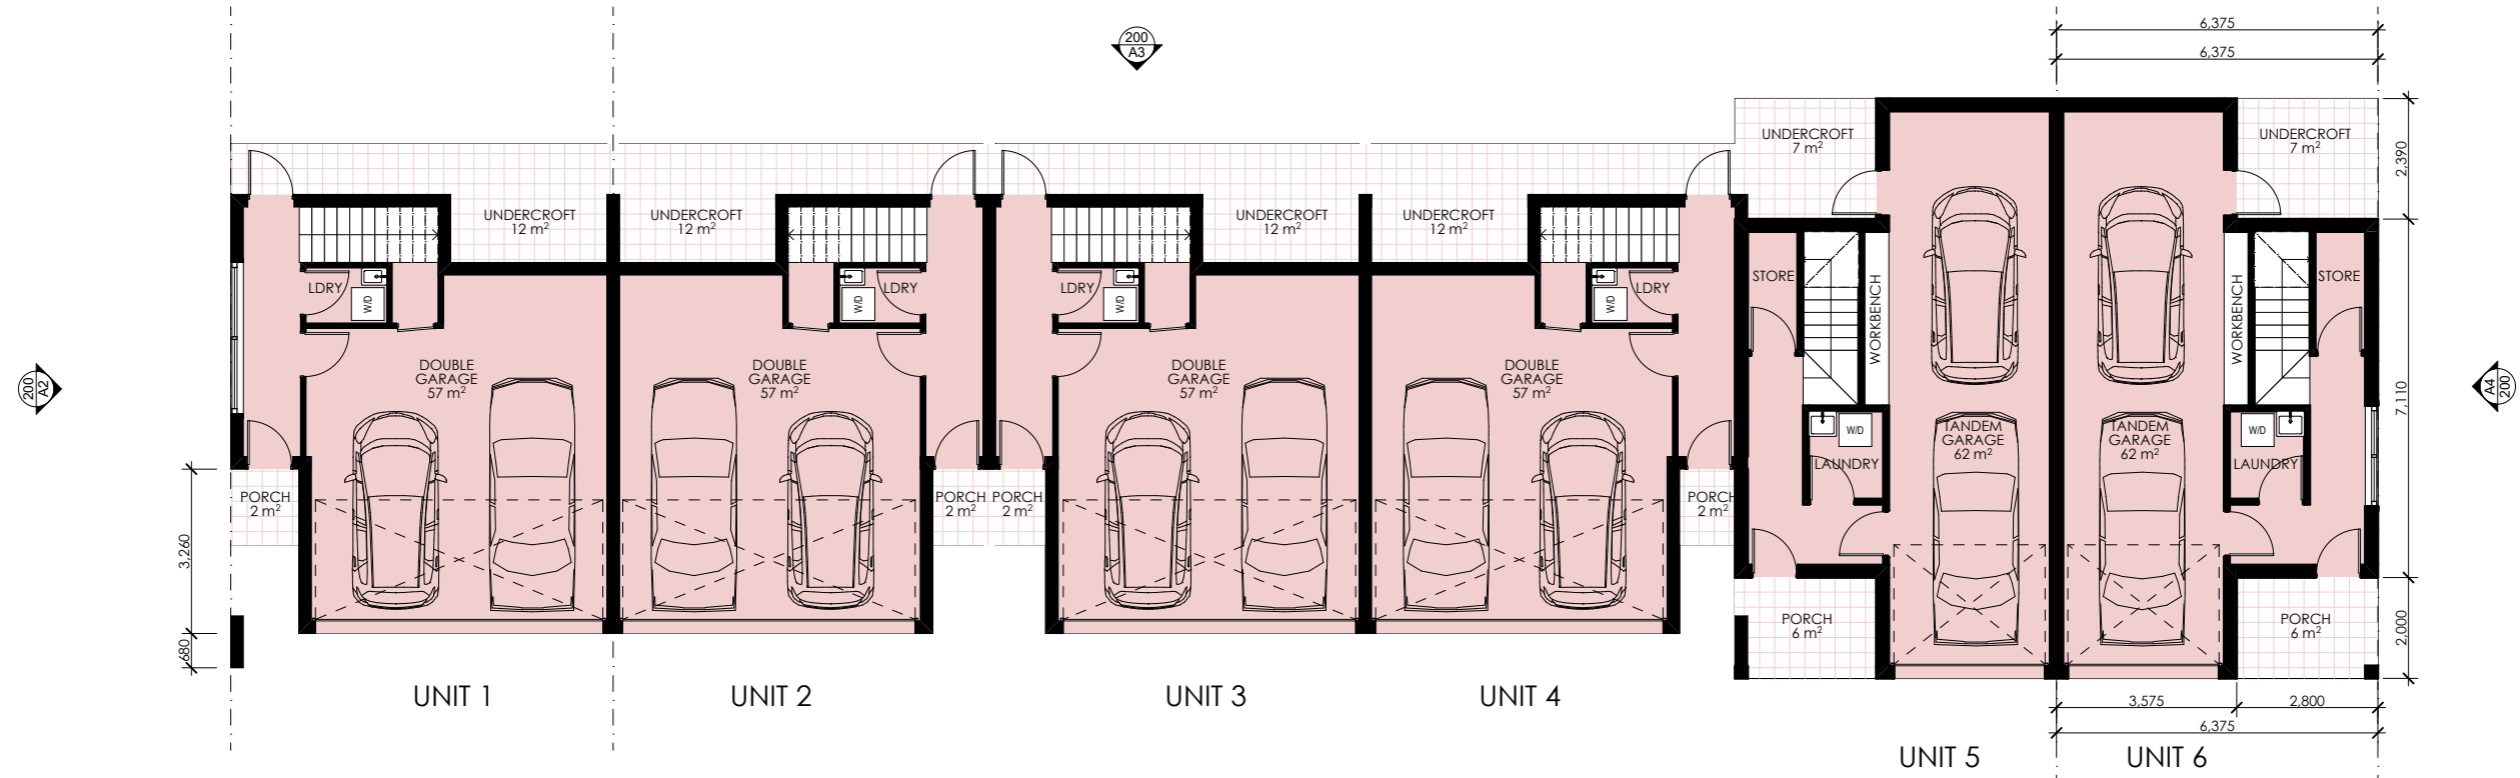 200
A3
6,375
6,375
UNDERCROFT
7 m²
UNDERCROFT
7 m²
2,390
UNDERCROFT
12 m²
UNDERCROFT
12 m²
UNDERCROFT
12 m²
UNDERCROFT
12 m²
LDRY
W/D
W/D
LDRY
LDRY
W/D
W/D
LDRY
STORE
WORKBENCH
WORKBENCH
STORE
DOUBLE
GARAGE
57 m²
DOUBLE
GARAGE
57 m²
DOUBLE
GARAGE
57 m²
DOUBLE
GARAGE
57 m²
200
A2
A4
200
7,110
W/D
TANDEM
GARAGE
62 m²
TANDEM
GARAGE
62 m²
W/D
LAUNDRY
LAUNDRY
PORCH
2 m²
PORCH
2 m²
PORCH
2 m²
PORCH
2 m²
3,260
680
PORCH
6 m²
PORCH
6 m²
2,000
UNIT 1
UNIT 2
UNIT 3
UNIT 4
3,575
2,800
6,375
UNIT 5
UNIT 6